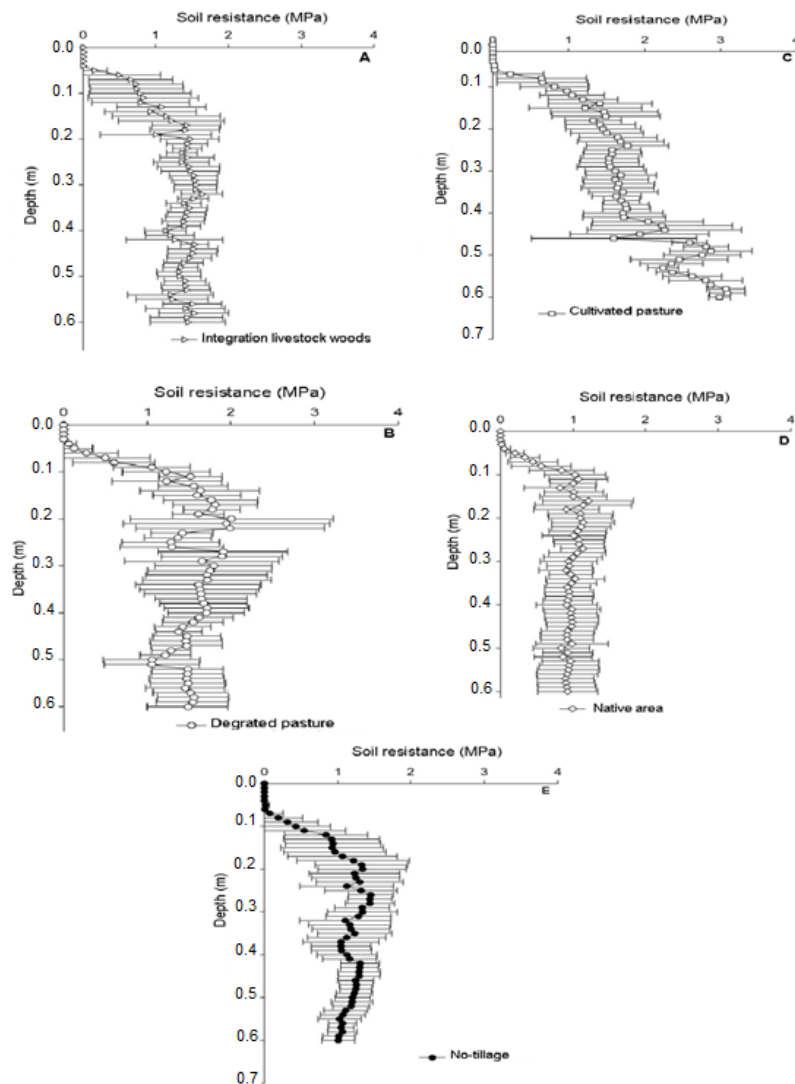 Soil resistance (MPa)
0 1 2 3 4
A
0.0
0.1
0.2
0.3
0.4
0.5
0.6
Depth (m)
Integration livestock woods
Soil resistance (MPa)
0 1 2 3 4
C
0.0
0.1
0.2
0.3
0.4
0.5
0.6
0.7
Depth (m)
Cultivated pasture
Soil resistance (MPa)
0 1 2 3 4
B
0.0
0.1
0.2
0.3
0.4
0.5
0.6
Depth (m)
Degrated pasture
Soil resistance (MPa)
0 1 2 3 4
D
0.0
0.1
0.2
0.3
0.4
0.5
0.6
Depth (m)
Native area
Soil resistance (MPa)
0 1 2 3 4
E
0.0
0.1
0.2
0.3
0.4
0.5
0.6
0.7
Depth (m)
No-tillage